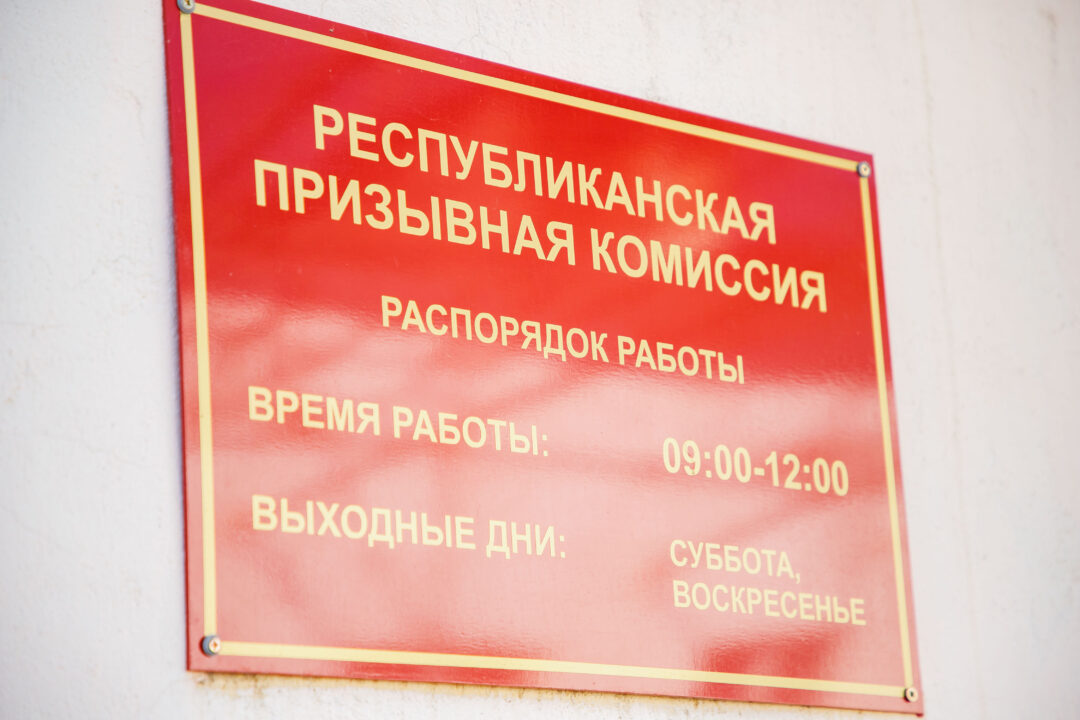 РЕСПУБЛИКАНСКАЯ
ПРИЗЫВНАЯ КОМИССИЯ
РАСПОРЯДОК РАБОТЫ
ВРЕМЯ РАБОТЫ: 09:00-12:00
ВЫХОДНЫЕ ДНИ: СУББОТА,
ВОСКРЕСЕНЬЕ